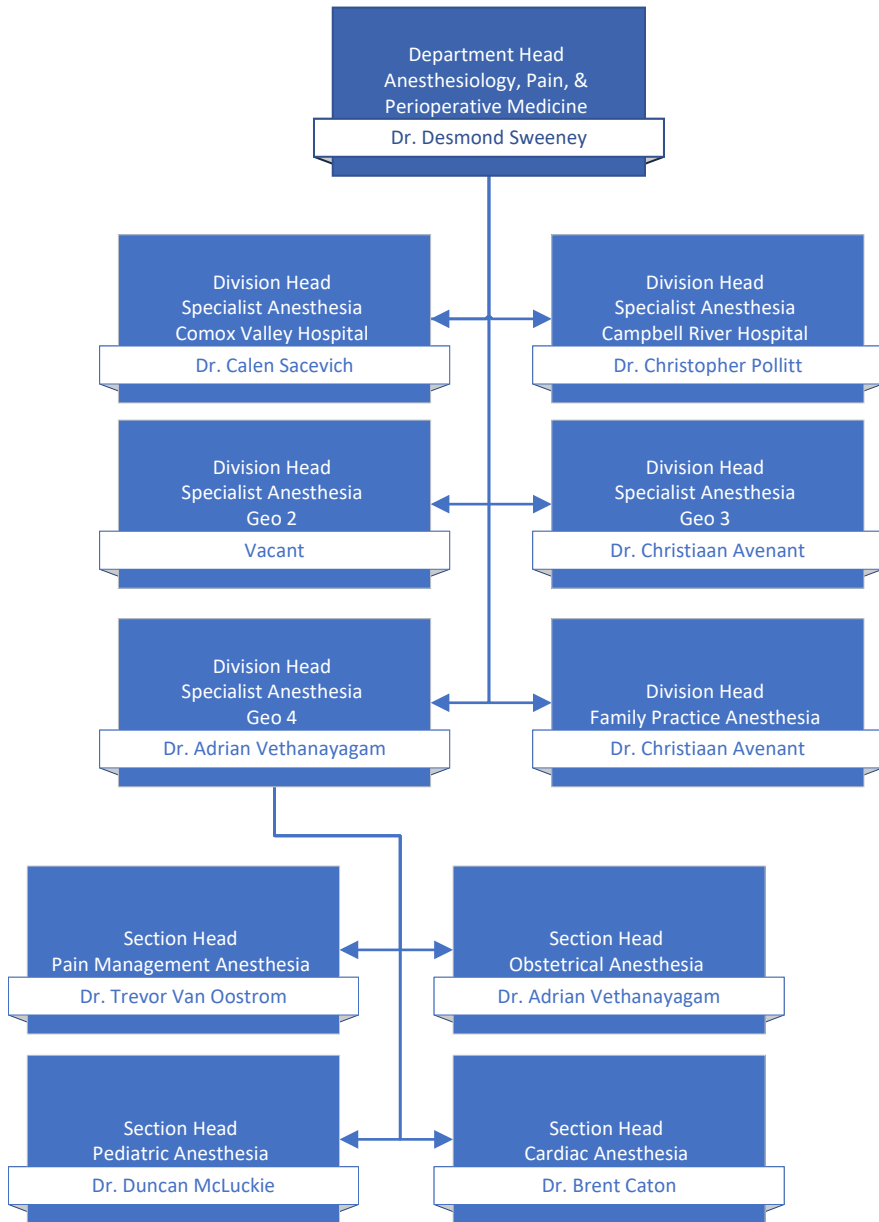 Department Head
Anesthesiology, Pain, &
Perioperative Medicine
Dr. Desmond Sweeney
Division Head
Specialist Anesthesia
Comox Valley Hospital
Dr. Calen Sacevich
Division Head
Specialist Anesthesia
Campbell River Hospital
Dr. Christopher Pollitt
Division Head
Specialist Anesthesia
Geo 2
Vacant
Division Head
Specialist Anesthesia
Geo 3
Dr. Christiaan Avenant
Division Head
Specialist Anesthesia
Geo 4
Dr. Adrian Vethanayagam
Division Head
Family Practice Anesthesia
Dr. Christiaan Avenant
Section Head
Pain Management Anesthesia
Dr. Trevor Van Oostrom
Section Head
Obstetrical Anesthesia
Dr. Adrian Vethanayagam
Section Head
Pediatric Anesthesia
Dr. Duncan McLuckie
Section Head
Cardiac Anesthesia
Dr. Brent Caton